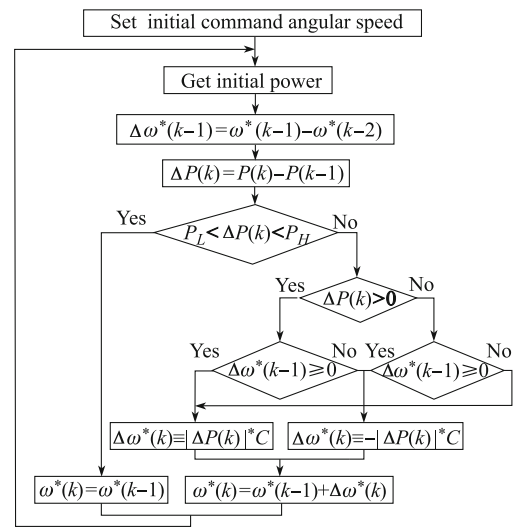 Set initial command angular speed
Get initial power
Δω*(k−1)=ω*(k−1)−ω*(k−2)
ΔP(k)=P(k)−P(k−1)
Yes
No
P_L<ΔP(k)<P_H
Yes
No
ΔP(k)>0
Yes
No
Yes
No
Δω*(k−1)≥0
Δω*(k−1)≥0
Δω*(k)≡|ΔP(k)|*C
Δω*(k)≡−|ΔP(k)|*C
ω*(k)=ω*(k−1)
ω*(k)=ω*(k−1)+Δω*(k)